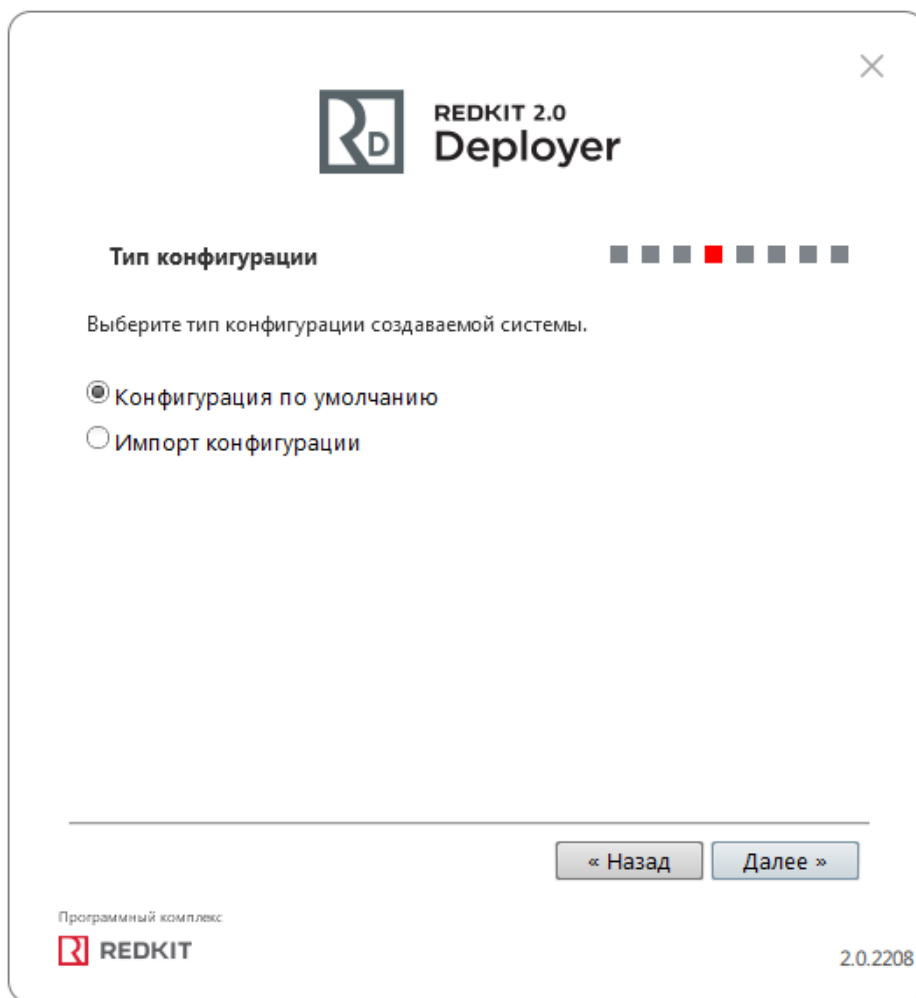 REDKIT 2.0
Deployer
Тип конфигурации
Выберите тип конфигурации создаваемой системы.
Конфигурация по умолчанию
Импорт конфигурации
« Назад
Далее »
Программный комплекс
REDKIT
2.0.2208